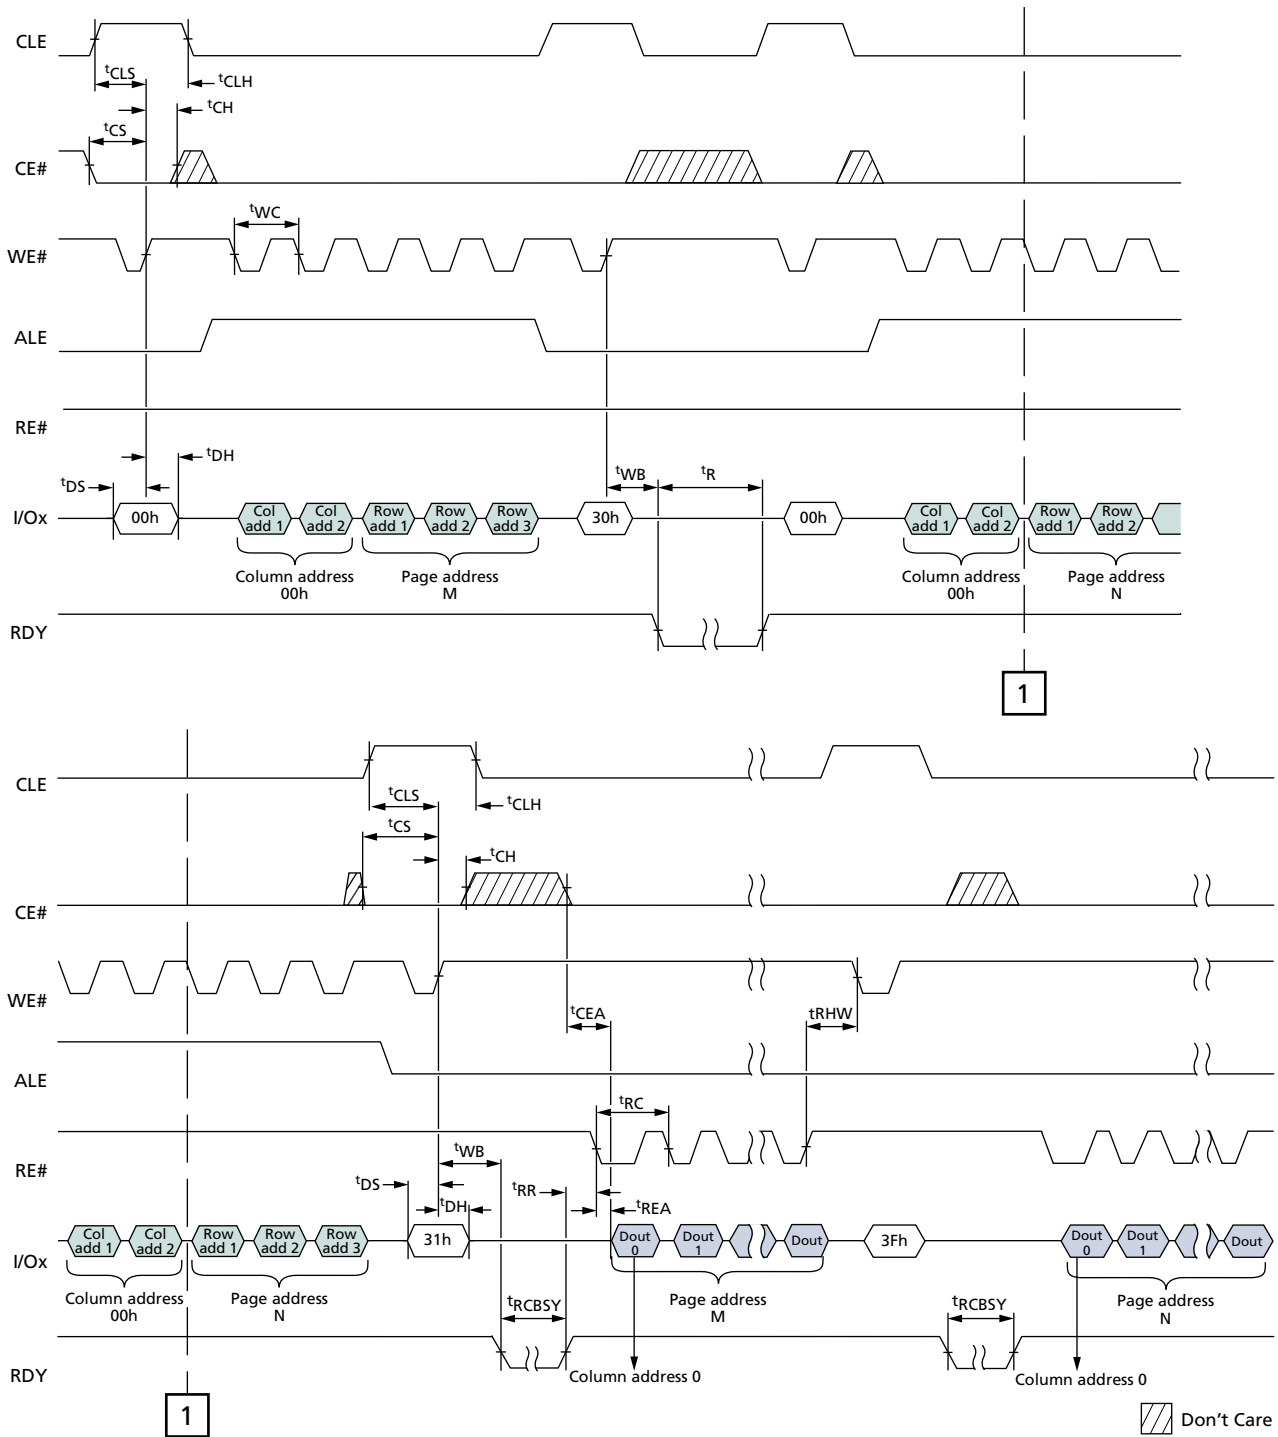 CLE
tCLS
tCLH
tCH
tCS
CE#
tWC
WE#
ALE
RE#
tDH
tDS
tWB
tR
I/Ox
00h
Col add 1
Col add 2
Row add 1
Row add 2
Row add 3
30h
00h
Col add 1
Col add 2
Row add 1
Row add 2
Column address
00h
Page address
M
Column address
00h
Page address
N
RDY
1
CLE
tCLS
tCLH
tCS
tCH
CE#
WE#
tCEA
tRHW
ALE
tRC
RE#
tWB
tDS
tRR
tDH
tREA
I/Ox
Col add 1
Col add 2
Row add 1
Row add 2
Row add 3
31h
Dout 0
Dout 1
Dout
3Fh
Dout 0
Dout 1
Dout
Column address
00h
Page address
N
tRCBSY
Page address
M
tRCBSY
Page address
N
RDY
Column address 0
Column address 0
1
Don't Care